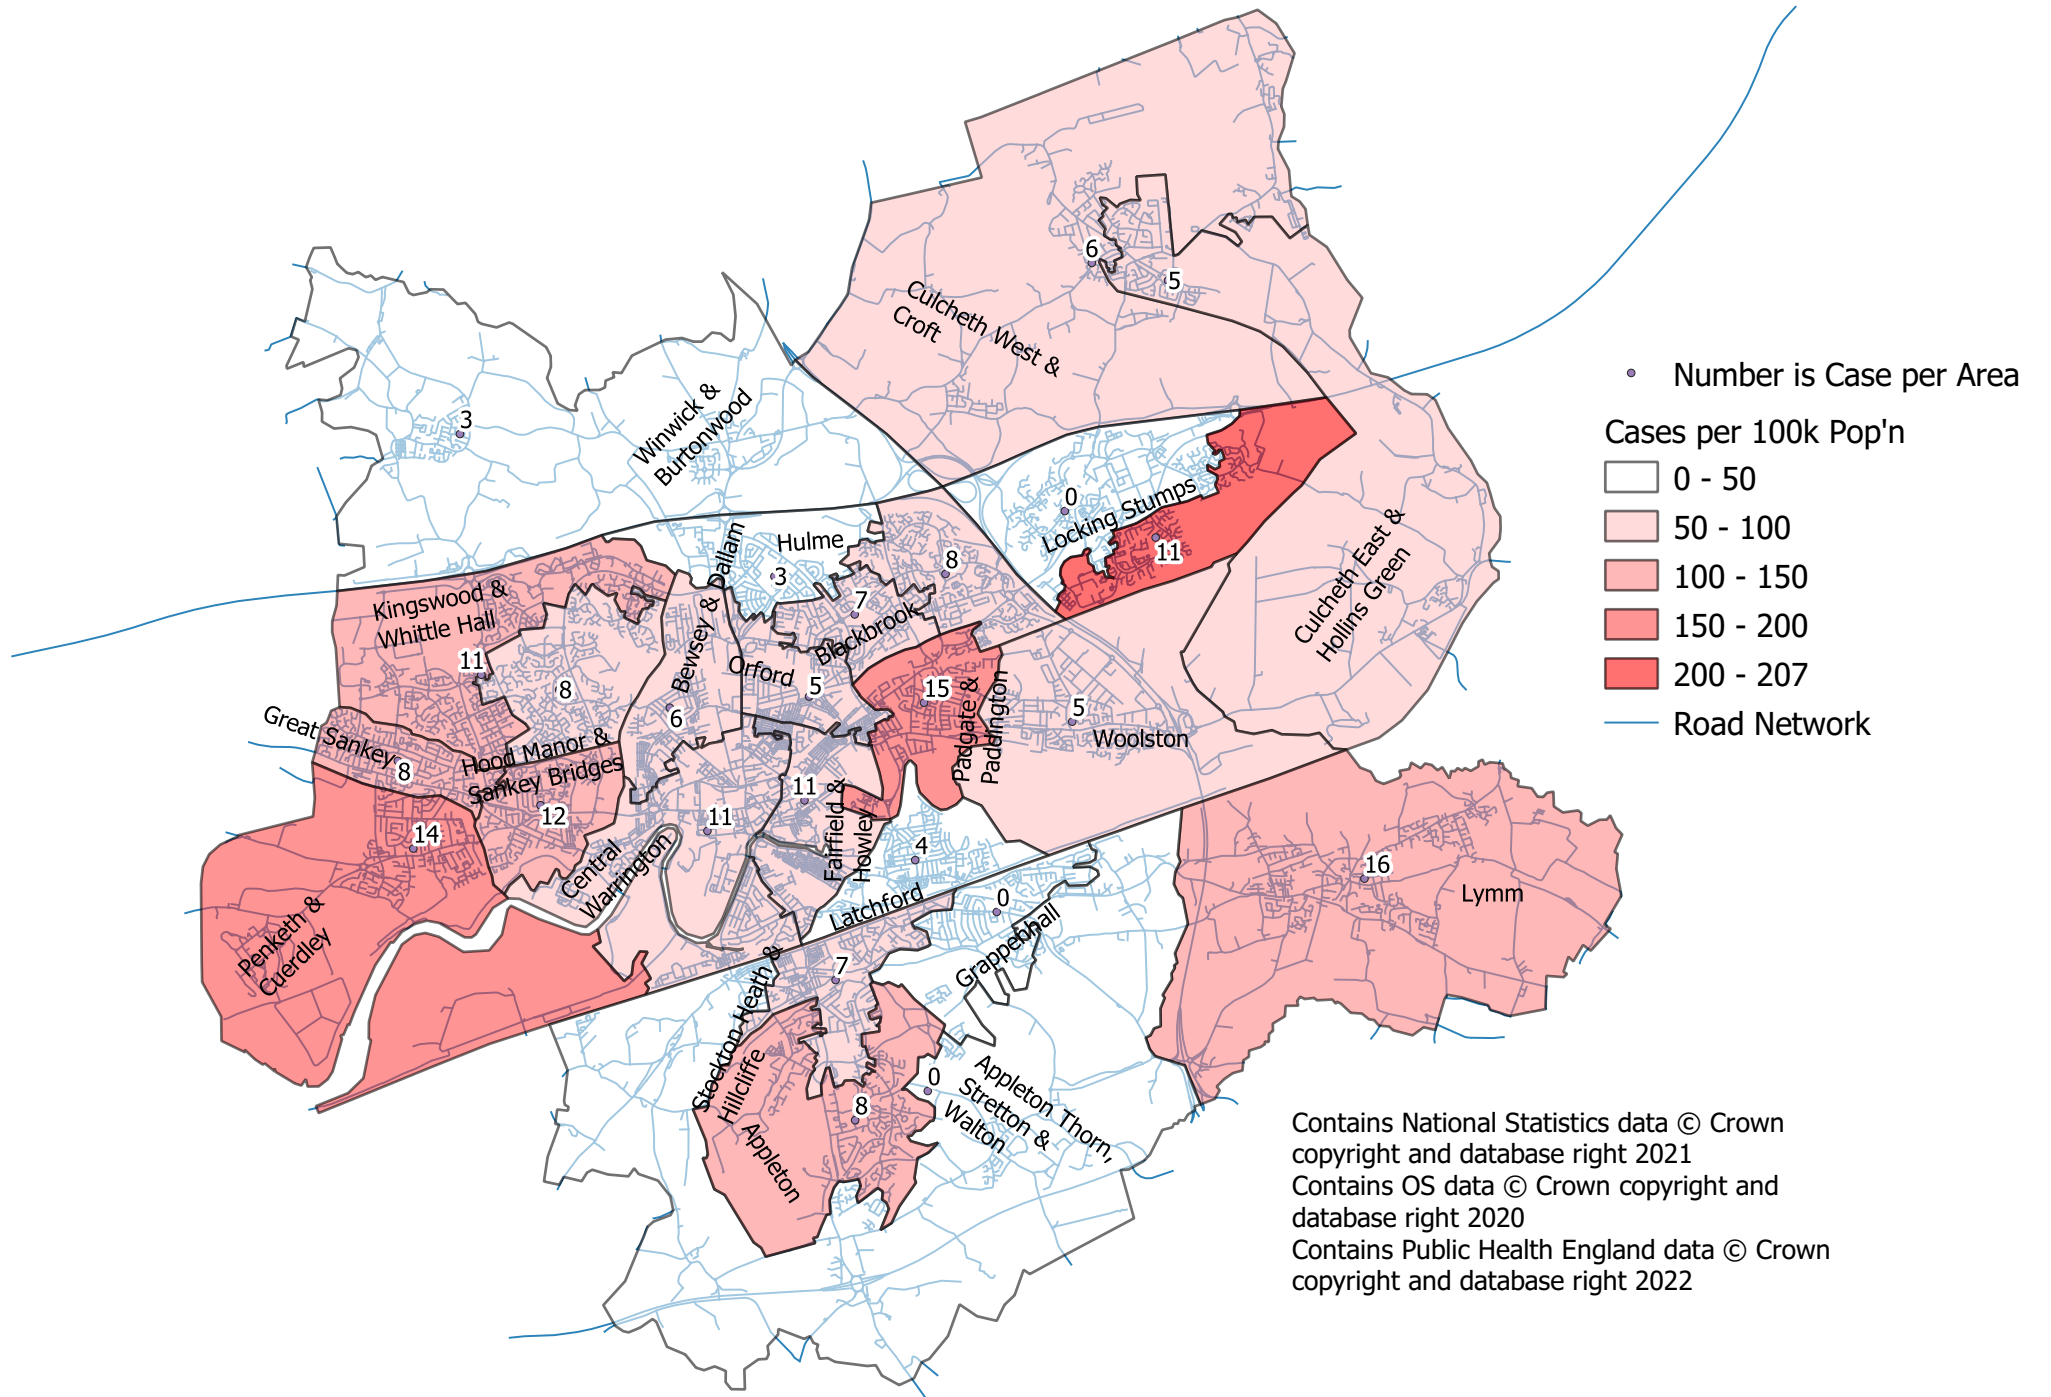 6
5
Culcheth West &
Croft
3
Winwick &
Burtonwood
0
Locking Stumps
11
Hulme
3
8
7
Blackbrook
Culcheth East &
Hollins Green
Kingswood &
Whittle Hall
11
8
Bewsey & Dallam
6
Orford
5
15
Padgate &
Paddington
5
Woolston
Great Sankey
8
Hood Manor &
Sankey Bridges
12
14
Penketh &
Cuerdley
11
Central
Warrington
11
Fairfield &
Howley
4
Latchford
0
Grappenhall
16
Lymm
7
Stockton Heath &
Hillcliffe
8
Appleton
0
Appleton Thorn,
Stretton &
Walton
Number is Case per Area
Cases per 100k Pop'n
0 - 50
50 - 100
100 - 150
150 - 200
200 - 207
Road Network
Contains National Statistics data © Crown
copyright and database right 2021
Contains OS data © Crown copyright and
database right 2020
Contains Public Health England data © Crown
copyright and database right 2022